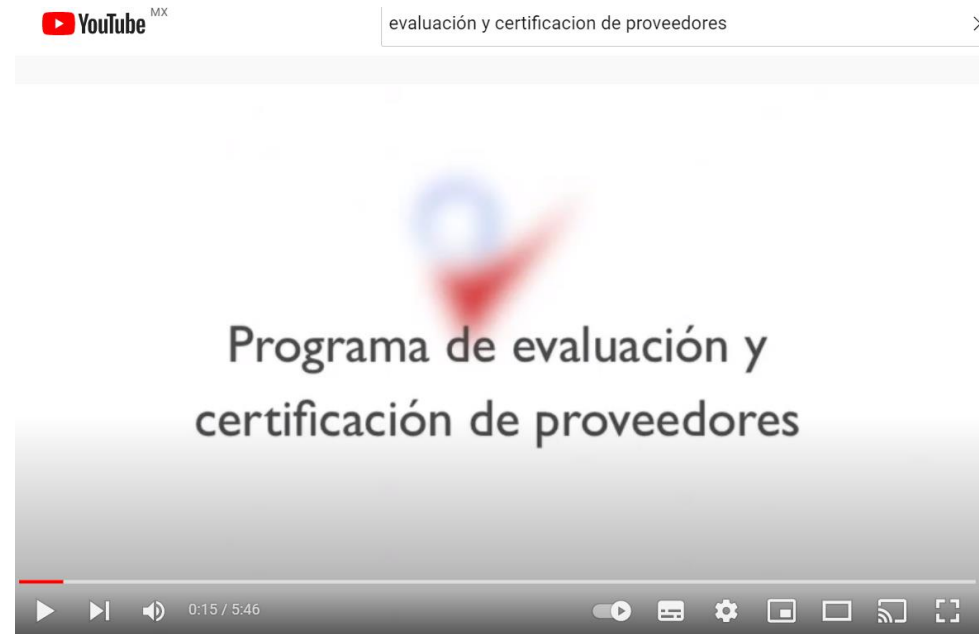 YouTube MX
evaluación y certificacion de proveedores
Programa de evaluación y
certificación de proveedores
0:15 / 5:46